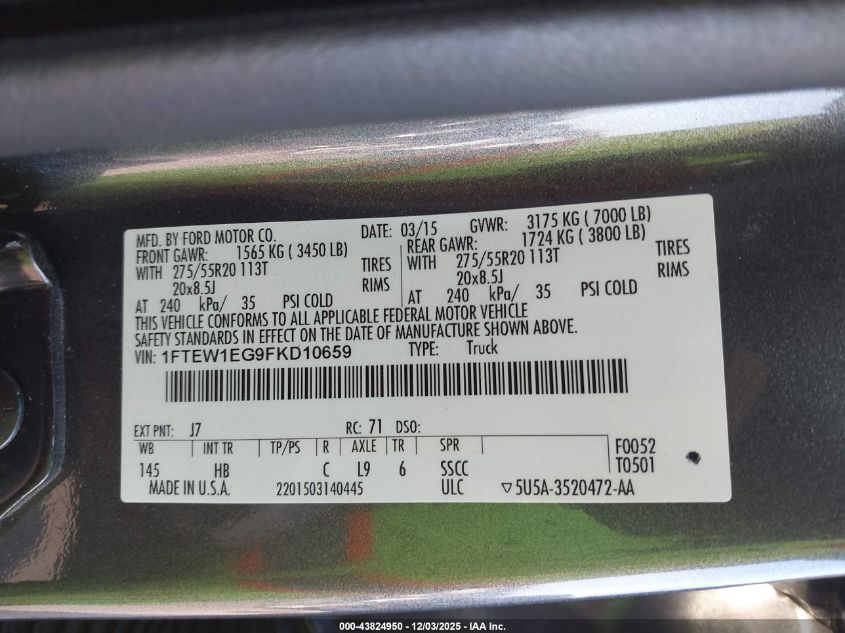 MFD. BY FORD MOTOR CO. DATE: 03/15 GVWR: 3175 KG ( 7000 LB)
FRONT GAWR: 1565 KG ( 3450 LB) REAR GAWR: 1724 KG ( 3800 LB)
WITH 275/55R20 113T TIRES WITH 275/55R20 113T TIRES
20x8.5J RIMS 20x8.5J RIMS
AT 240 kPa/ 35 PSI COLD AT 240 kPa/ 35 PSI COLD
THIS VEHICLE CONFORMS TO ALL APPLICABLE FEDERAL MOTOR VEHICLE
SAFETY STANDARDS IN EFFECT ON THE DATE OF MANUFACTURE SHOWN ABOVE.
VIN: 1FTEW1EG9FKD10659 TYPE: Truck
EXT PNT: J7 RC: 71 DSO:
WB INT TR TP/PS R AXLE TR SPR F0052
145 HB C L9 6 SSCC T0501
MADE IN U.S.A. 2201503140445 ULC ▽5U5A-3520472-AA
000-43824950 - 12/03/2025 - IAA Inc.